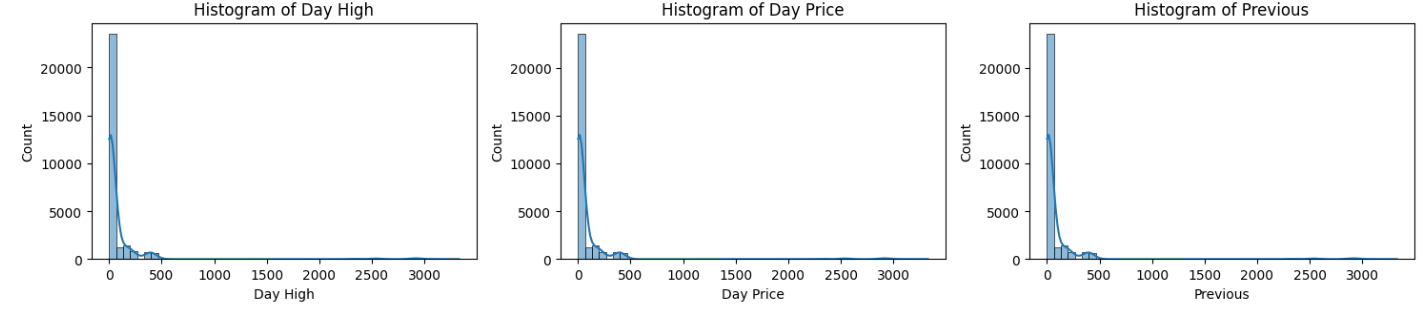 Histogram of Day High
20000
15000
10000
5000
0
Count
0 500 1000 1500 2000 2500 3000
Day High
Histogram of Day Price
20000
15000
10000
5000
0
Count
0 500 1000 1500 2000 2500 3000
Day Price
Histogram of Previous
20000
15000
10000
5000
0
Count
0 500 1000 1500 2000 2500 3000
Previous